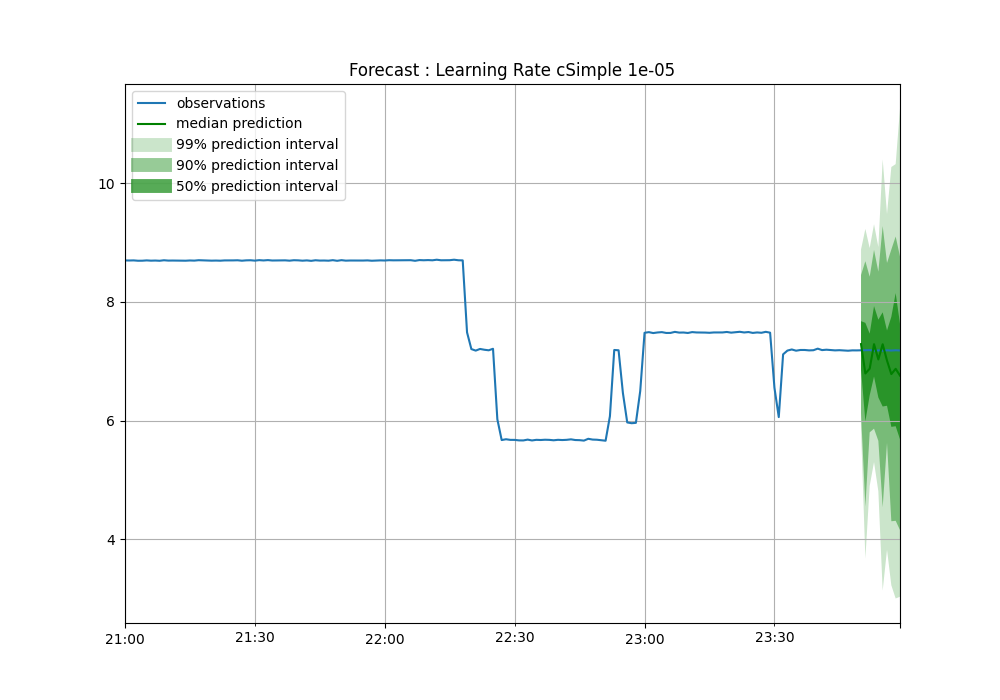 Forecast : Learning Rate cSimple 1e-05
observations
median prediction
99% prediction interval
90% prediction interval
50% prediction interval
10
8
6
4
21:00
21:30
22:00
22:30
23:00
23:30